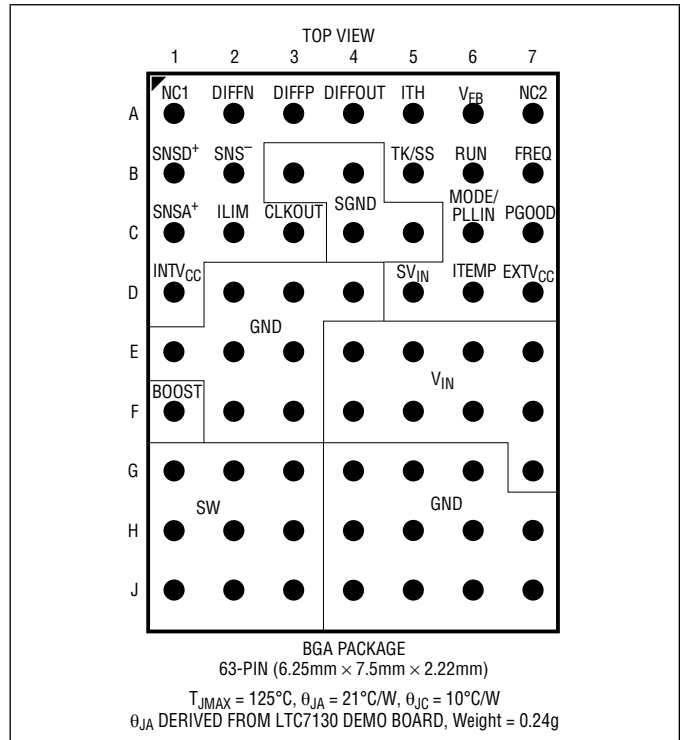 TOP VIEW
1 2 3 4 5 6 7
NC1 DIFFN DIFFP DIFFOUT ITH VFB NC2
A
SNSD+ SNS– TK/SS RUN FREQ
B
SGND MODE/
SNSA+ ILIM CLKOUT PLLIN PGOOD
C
INTVCC SVIN ITEMP EXTVCC
D
GND
E
VIN
BOOST
F
G
SW GND
H
J
BGA PACKAGE
63-PIN (6.25mm × 7.5mm × 2.22mm)
TJMAX = 125°C, θJA = 21°C/W, θJC = 10°C/W
θJA DERIVED FROM LTC7130 DEMO BOARD, Weight = 0.24g